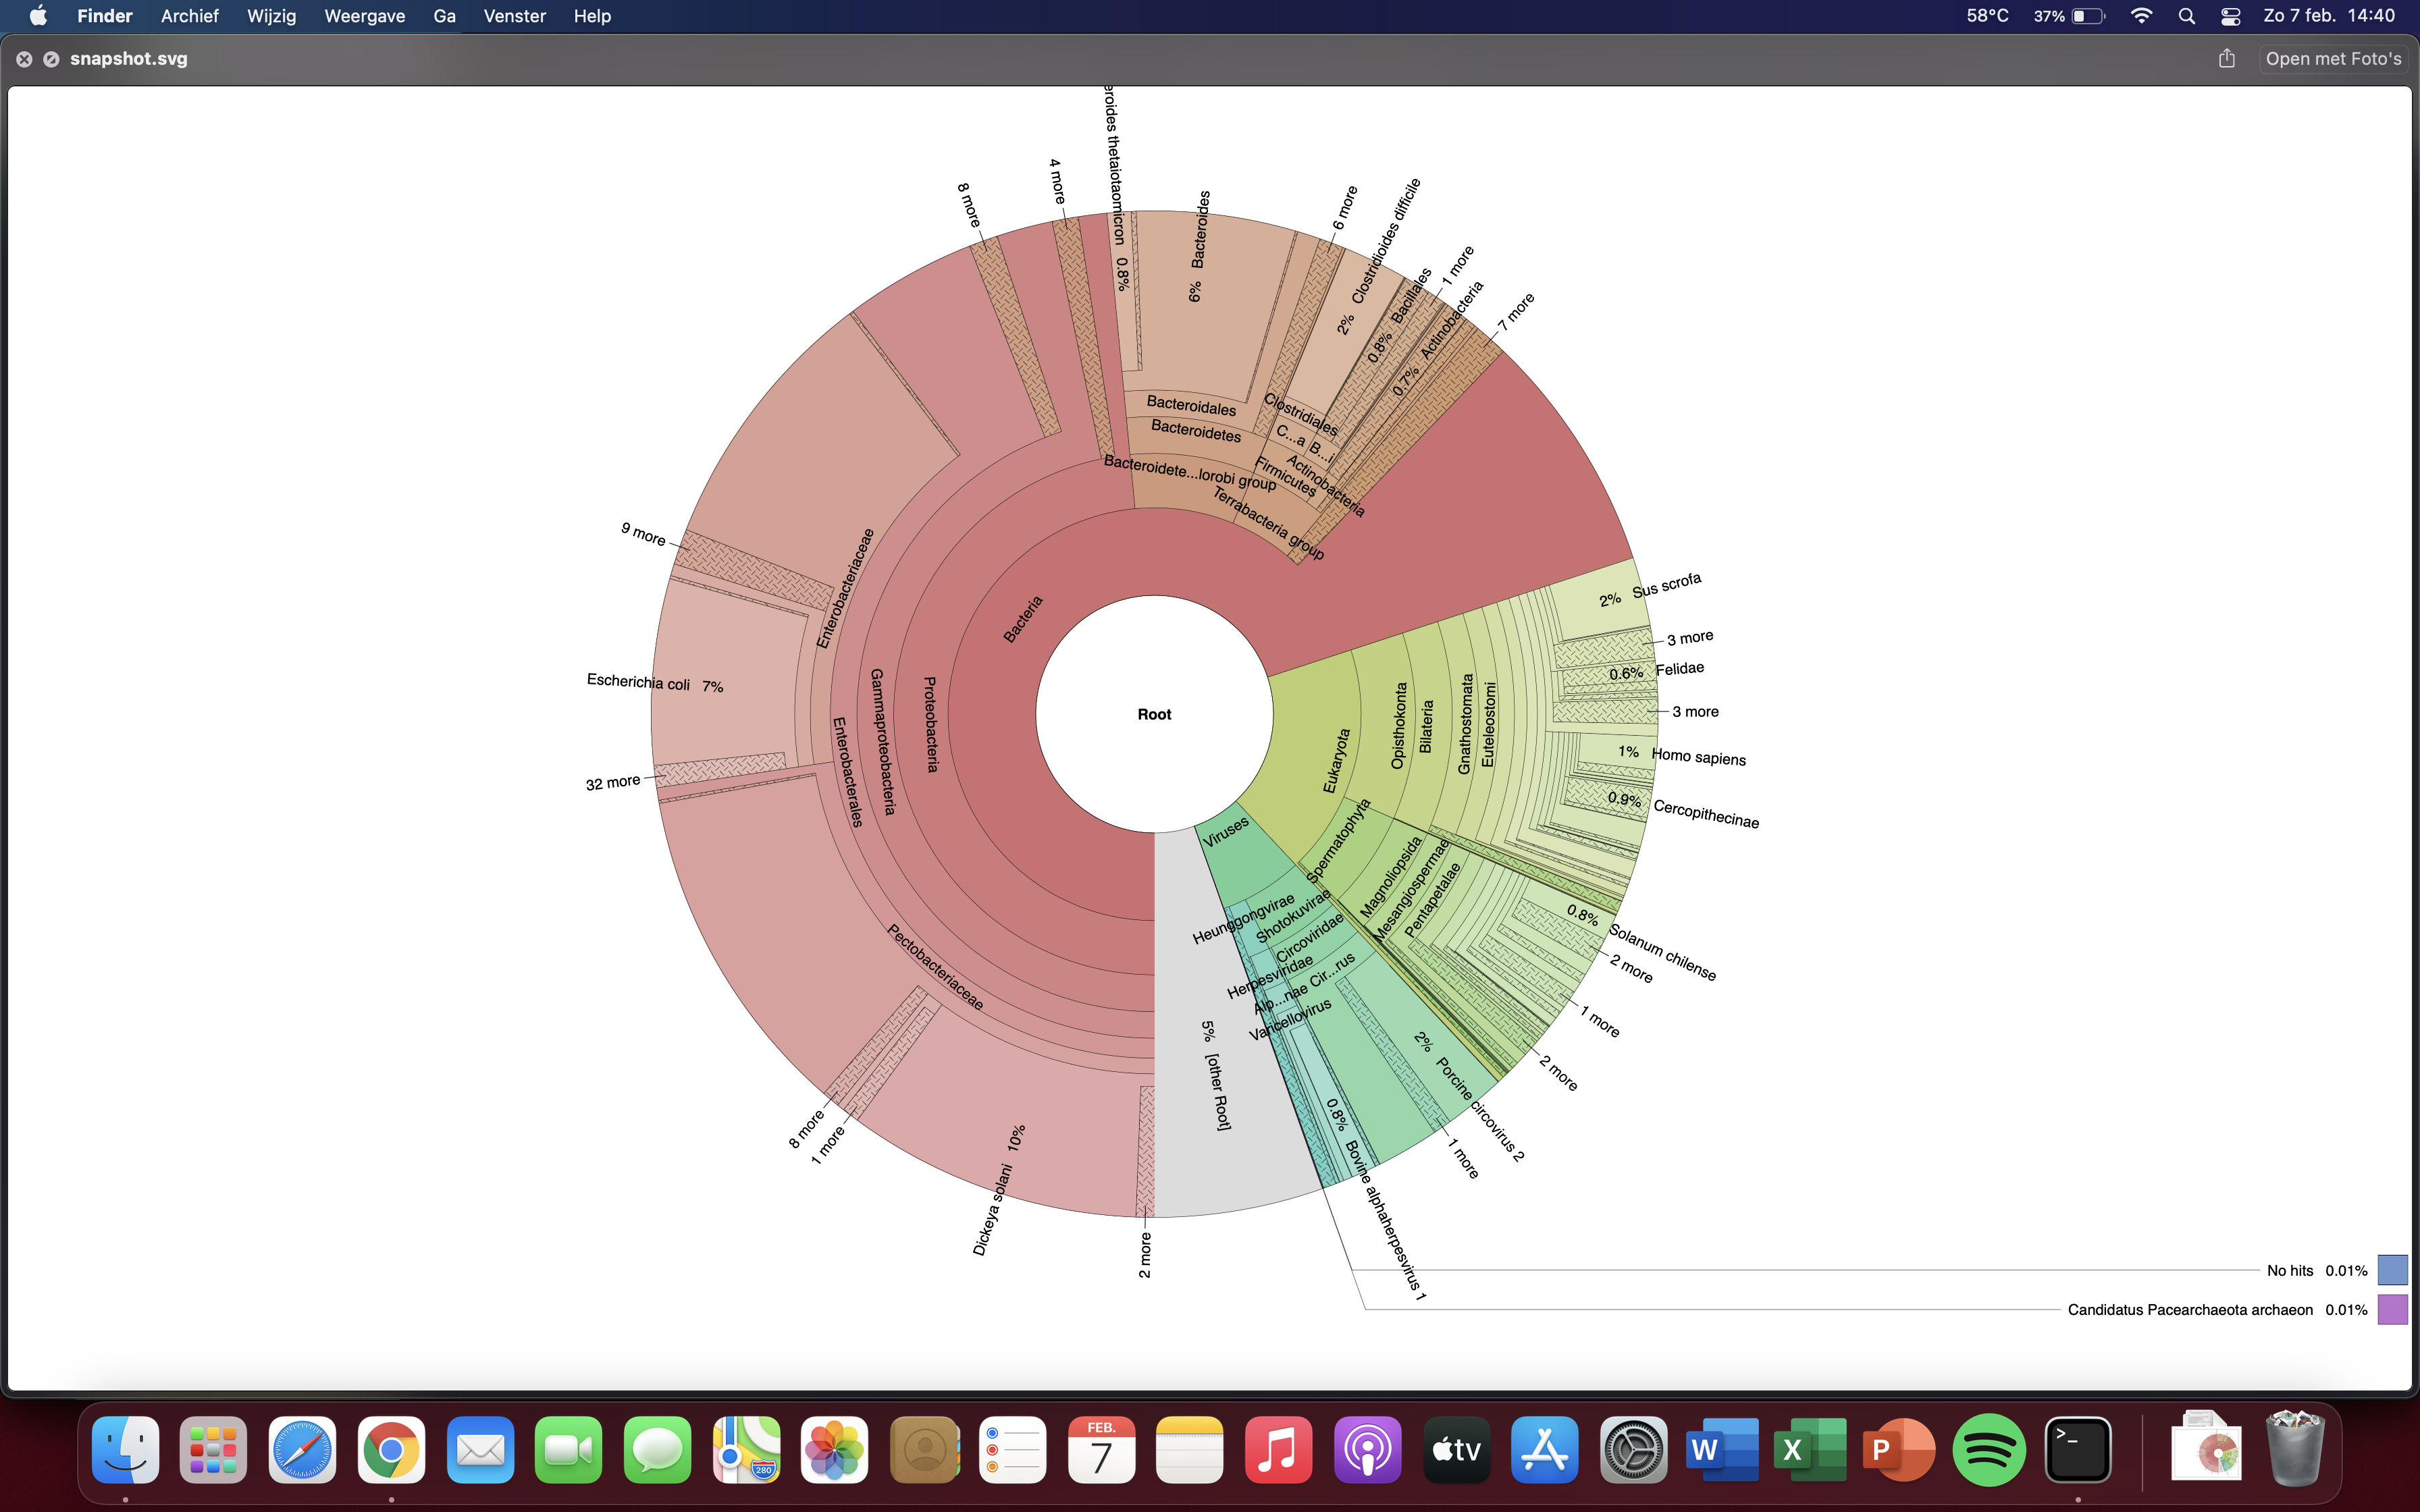 Finder Archief Wijzig Weergave Ga Venster Help
58°C 37% Zo 7 feb. 14:40
snapshot.svg
Open met Foto's
eroides thetaiotaomicron 0.8%
4 more
8 more
6% Bacteroides
6 more
2% Clostridioides difficile
0.8% Bacillales
1 more
0.7% Actinobacteria
7 more
Bacteroidales
Bacteroidetes
Bacteroidete...lorobi group
Clostridiales
C...a
B...i
Firmicutes
Actinobacteria
Terrabacteria group
9 more
Enterobacteriaceae
Bacteria
Escherichia coli 7%
32 more
Enterobacterales
Gammaproteobacteria
Proteobacteria
Root
Pectobacteriaceae
8 more
1 more
Dickeya solani 10%
2 more
5% [other Root]
Eukaryota
Opisthokonta
Bilateria
Gnathostomata
Euteleostomi
2% Sus scrofa
3 more
0.6% Felidae
3 more
1% Homo sapiens
0.9% Cercopithecinae
Spermatophyta
Magnoliopsida
Mesangiospermae
Pentapetalae
0.8% Solanum chilense
2 more
1 more
2 more
Viruses
Heunggongvirae
Shotokuvirae
Circoviridae
Herpesviridae
Cir...rus
Alp...nae
Varicellovirus
2% Porcine circovirus 2
1 more
0.8% Bovine alphaherpesvirus 1
No hits 0.01%
Candidatus Pacearchaeota archaeon 0.01%
280
FEB.
7
tv
W
X
P
>_